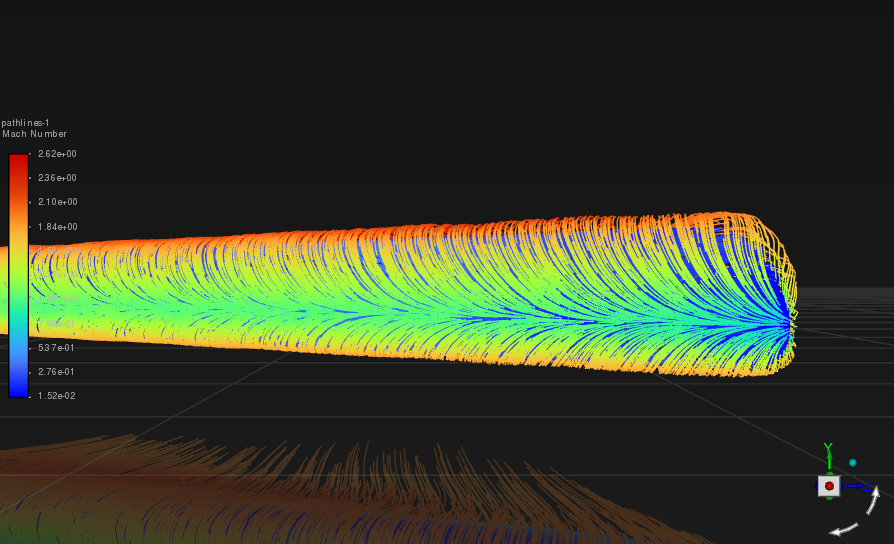 pathlines-1
Mach Number
2.62e+00
2.36e+00
2.10e+00
1.84e+00
5.37e-01
2.76e-01
1.52e-02
Y